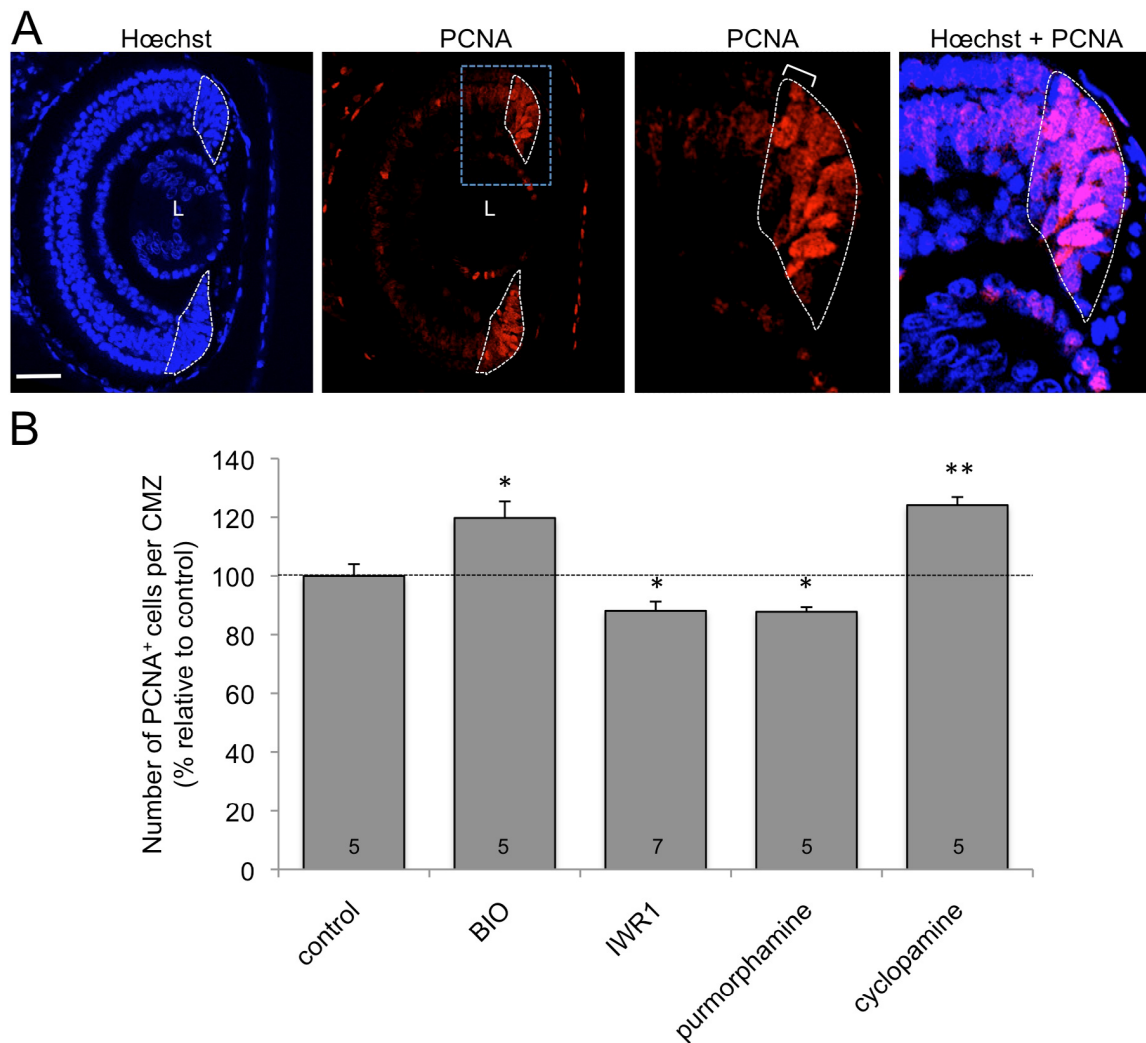 A
Hœchst
PCNA
PCNA
Hœchst + PCNA
L
L
B
Number of PCNA⁺ cells per CMZ
(% relative to control)
140
120
100
80
60
40
20
0
*
*
*
**
5
5
7
5
5
control
BIO
IWR1
purmorphamine
cyclopamine